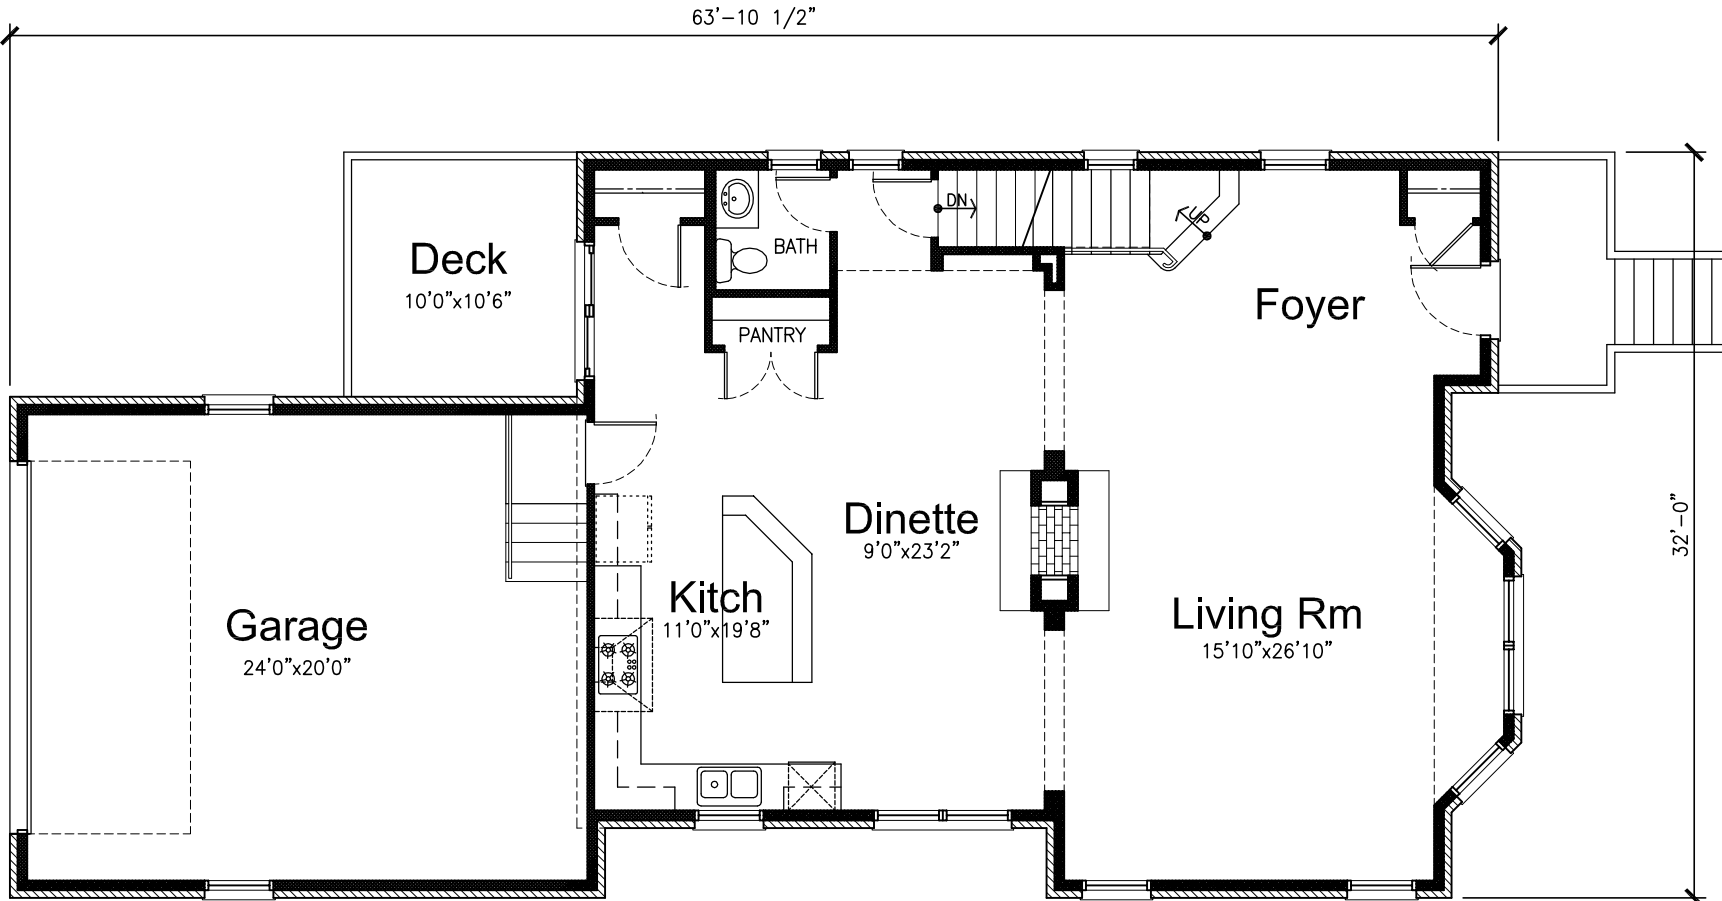 63'-10 1/2"
DN
UP
BATH
Deck
10'0"x10'6"
Foyer
PANTRY
Dinette
9'0"x23'2"
32'-0"
Kitch
11'0"x19'8"
Living Rm
15'10"x26'10"
Garage
24'0"x20'0"